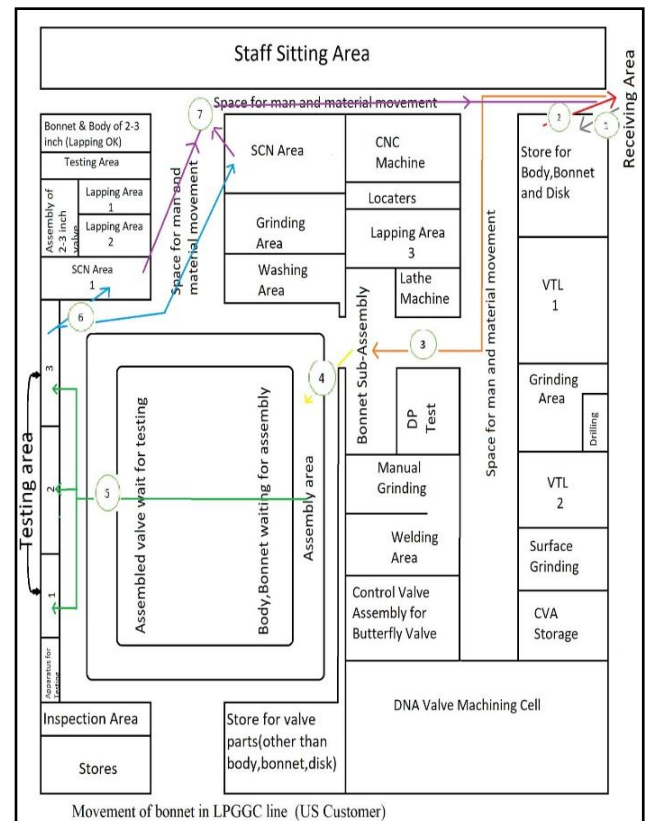 Staff Sitting Area
Space for man and material movement
7
2
1
Receiving Area
Bonnet & Body of 2-3
inch (Lapping OK)
Testing Area
Assembly of
2-3 inch
valve
Lapping Area
1
Lapping Area
2
SCN Area
1
Space for man and
material movement
SCN Area
Grinding
Area
Washing
Area
CNC
Machine
Locaters
Lapping Area
3
Lathe
Machine
Store for
Body,Bonnet
and Disk
VTL
1
Grinding
Area
Drilling
VTL
2
Surface
Grinding
CVA
Storage
Space for man and material movement
6
3
4
Bonnet Sub-Assembly
DP
Test
Manual
Grinding
Welding
Area
Control Valve
Assembly for
Butterfly Valve
DNA Valve Machining Cell
Testing area
3
2
1
5
Assembled valve wait for testing
Body,Bonnet waiting for assembly
Assembly area
Apparatus for
Testing
Inspection Area
Stores
Store for valve
parts(other than
body,bonnet,disk)
Movement of bonnet in LPGGC line (US Customer)